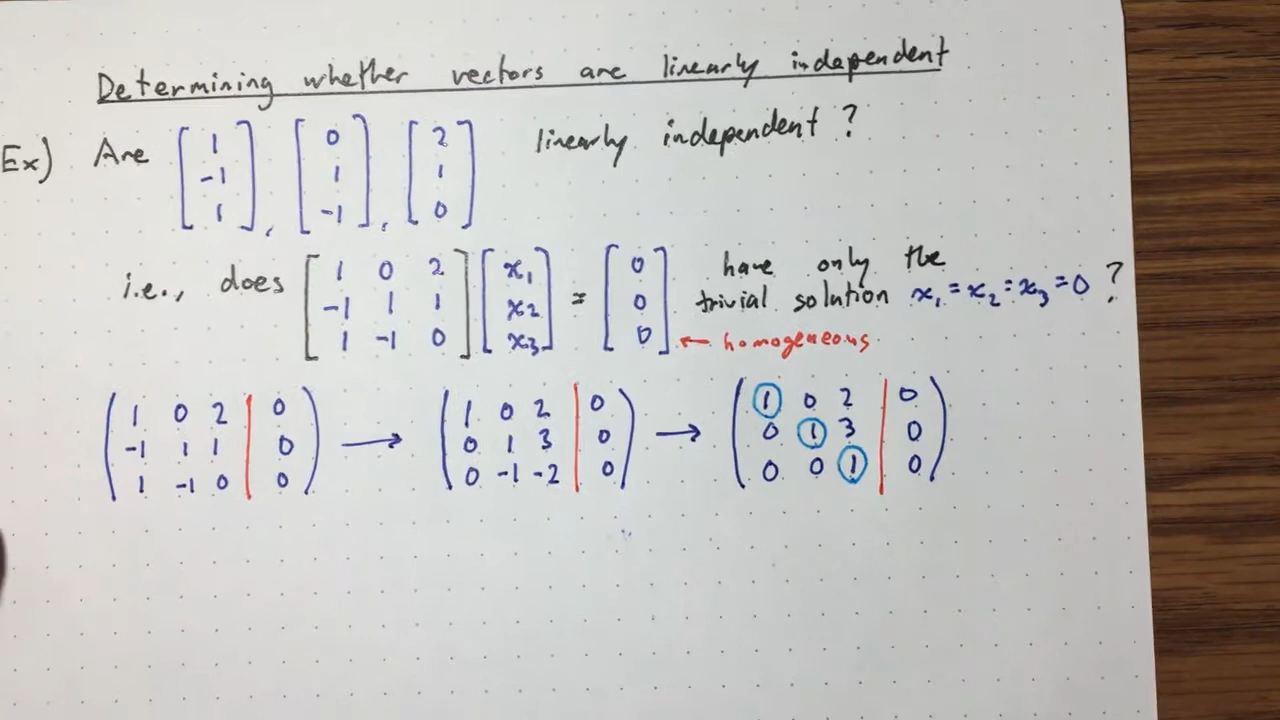 Determining whether vectors are linearly independent
Ex) Are [1 -1 1], [0 1 -1], [2 1 0] linearly independent?
i.e., does [1 0 2 -1 1 1 1 -1 0] [x₁ x₂ x₃] = [0 0 0] have only the trivial solution x₁ = x₂ = x₃ = 0 ?
← homogeneous
(1 0 2 | 0 → (1 0 2 | 0 → (1 0 2 | 0
-1 1 1 | 0 0 1 3 | 0 0 1 3 | 0
1 -1 0 | 0) 0 -1 -2 | 0) 0 0 1 | 0)